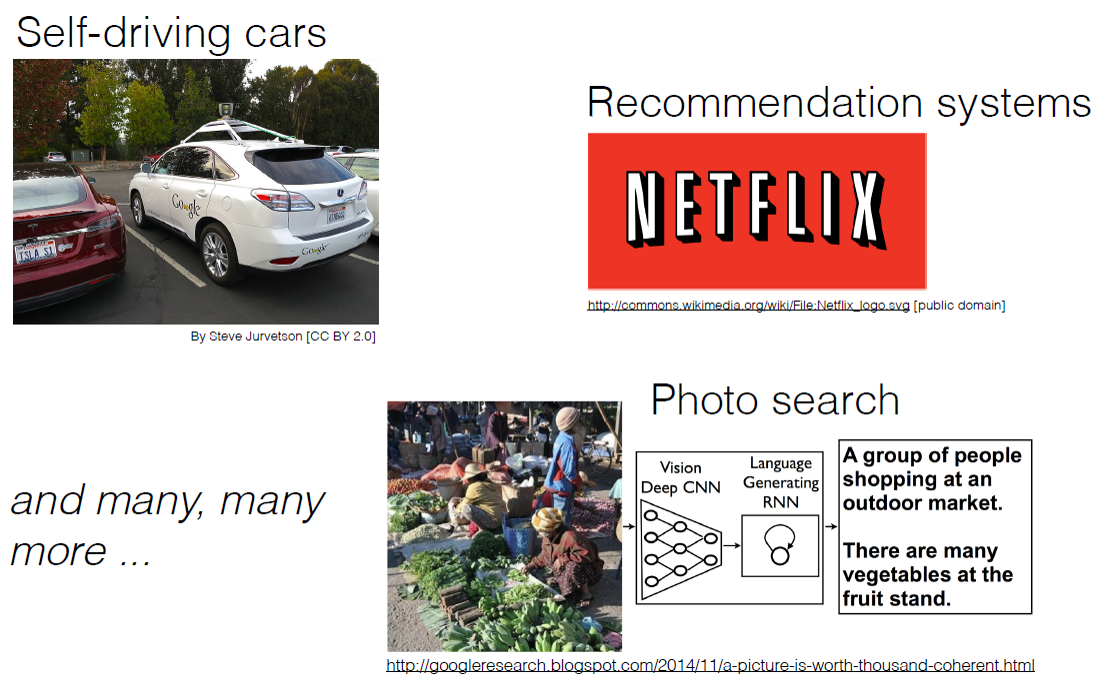 Self-driving cars
Google
Google
ISLA S1
By Steve Jurvetson [CC BY 2.0]
Recommendation systems
NETFLIX
http://commons.wikimedia.org/wiki/File:Netflix_logo.svg [public domain]
and many, many
more ...
Photo search
Vision
Deep CNN
Language
Generating
RNN
A group of people
shopping at an
outdoor market.
There are many
vegetables at the
fruit stand.
http://googleresearch.blogspot.com/2014/11/a-picture-is-worth-thousand-coherent.html